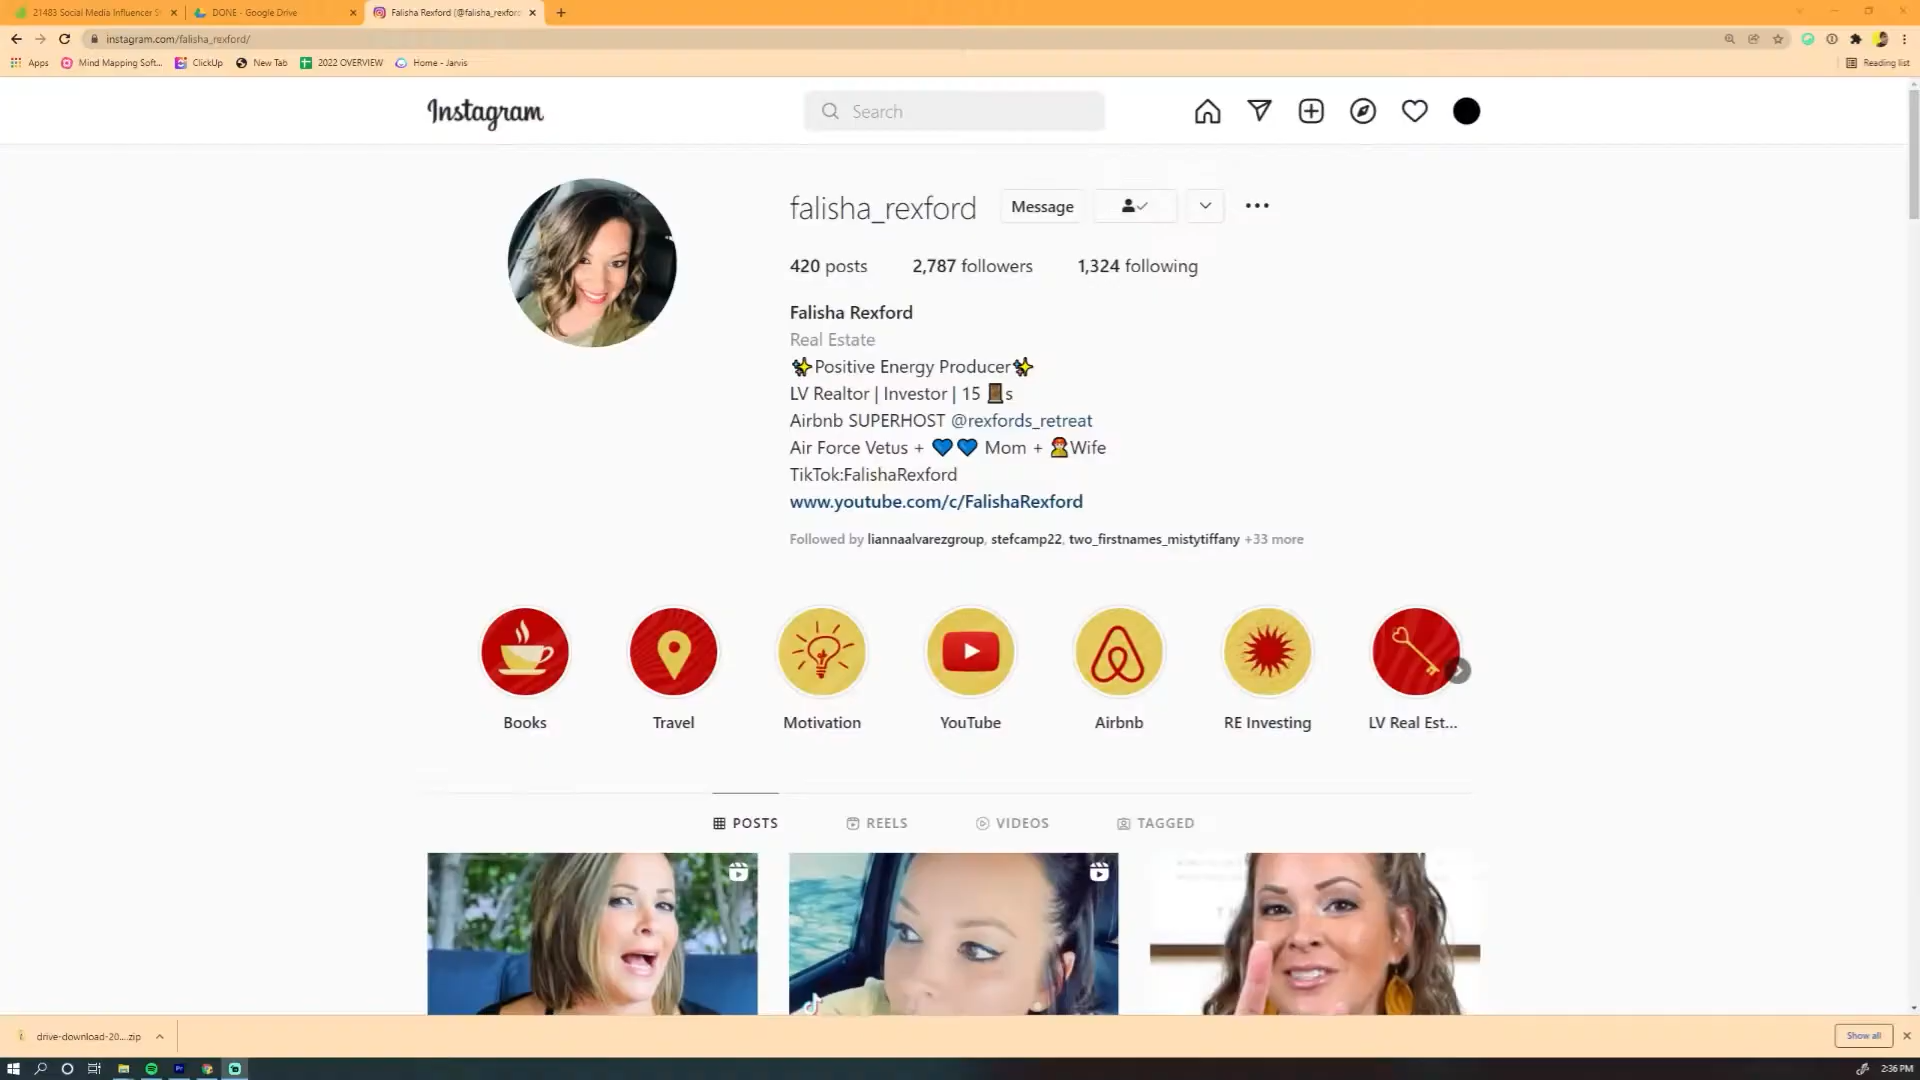 21483 Social Media Influencer S
DONE - Google Drive
Falisha Rexford (@falisha_rexfor
instagram.com/falisha_rexford/
Apps
Mind Mapping Soft...
ClickUp
New Tab
2022 OVERVIEW
Home - Jarvis
Reading list
Instagram
Search
falisha_rexford
Message
420 posts
2,787 followers
1,324 following
Falisha Rexford
Real Estate
✨Positive Energy Producer✨
LV Realtor | Investor | 15 🚪s
Airbnb SUPERHOST @rexfords_retreat
Air Force Vetus + 💙💙 Mom + 👩‍🚒Wife
TikTok:FalishaRexford
www.youtube.com/c/FalishaRexford
Followed by liannaalvarezgroup, stefcamp22, two_firstnames_mistytiffany +33 more
Books
Travel
Motivation
YouTube
Airbnb
RE Investing
LV Real Est...
POSTS
REELS
VIDEOS
TAGGED
drive-download-20....zip
Show all
2:36 PM